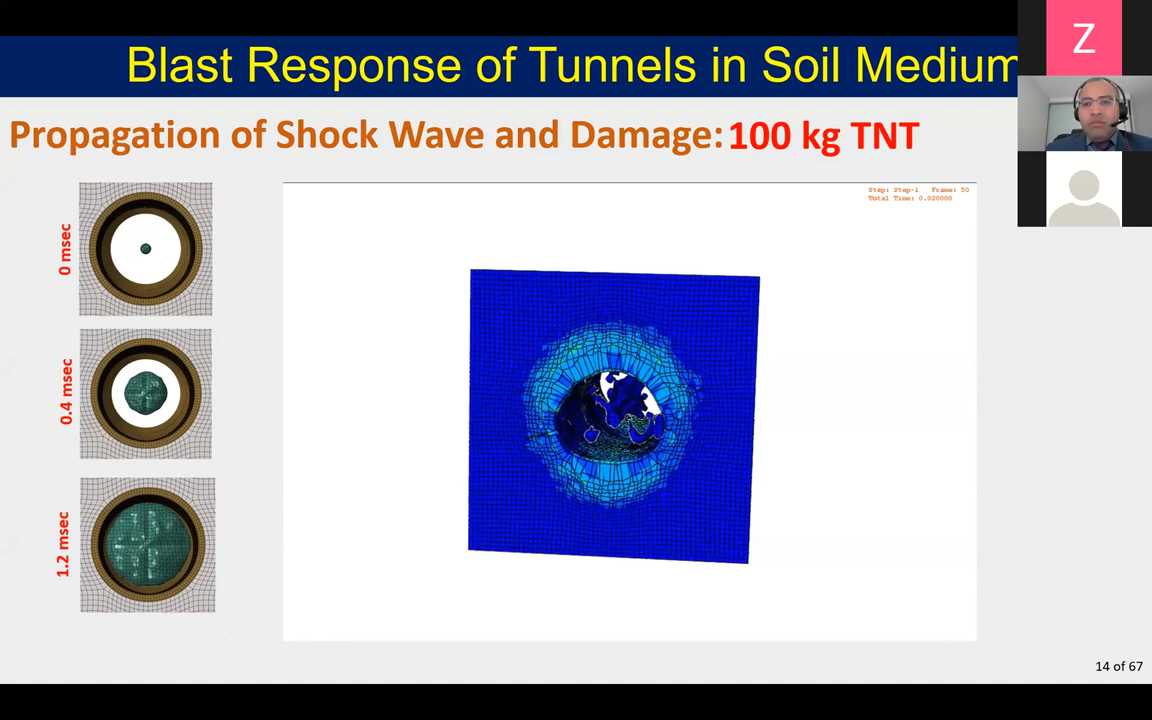 Blast Response of Tunnels in Soil Medium
Z
Propagation of Shock Wave and Damage: 100 kg TNT
Step: Step-1 Frame: 50
Total Time: 0.020000
0 msec
0.4 msec
1.2 msec
14 of 67